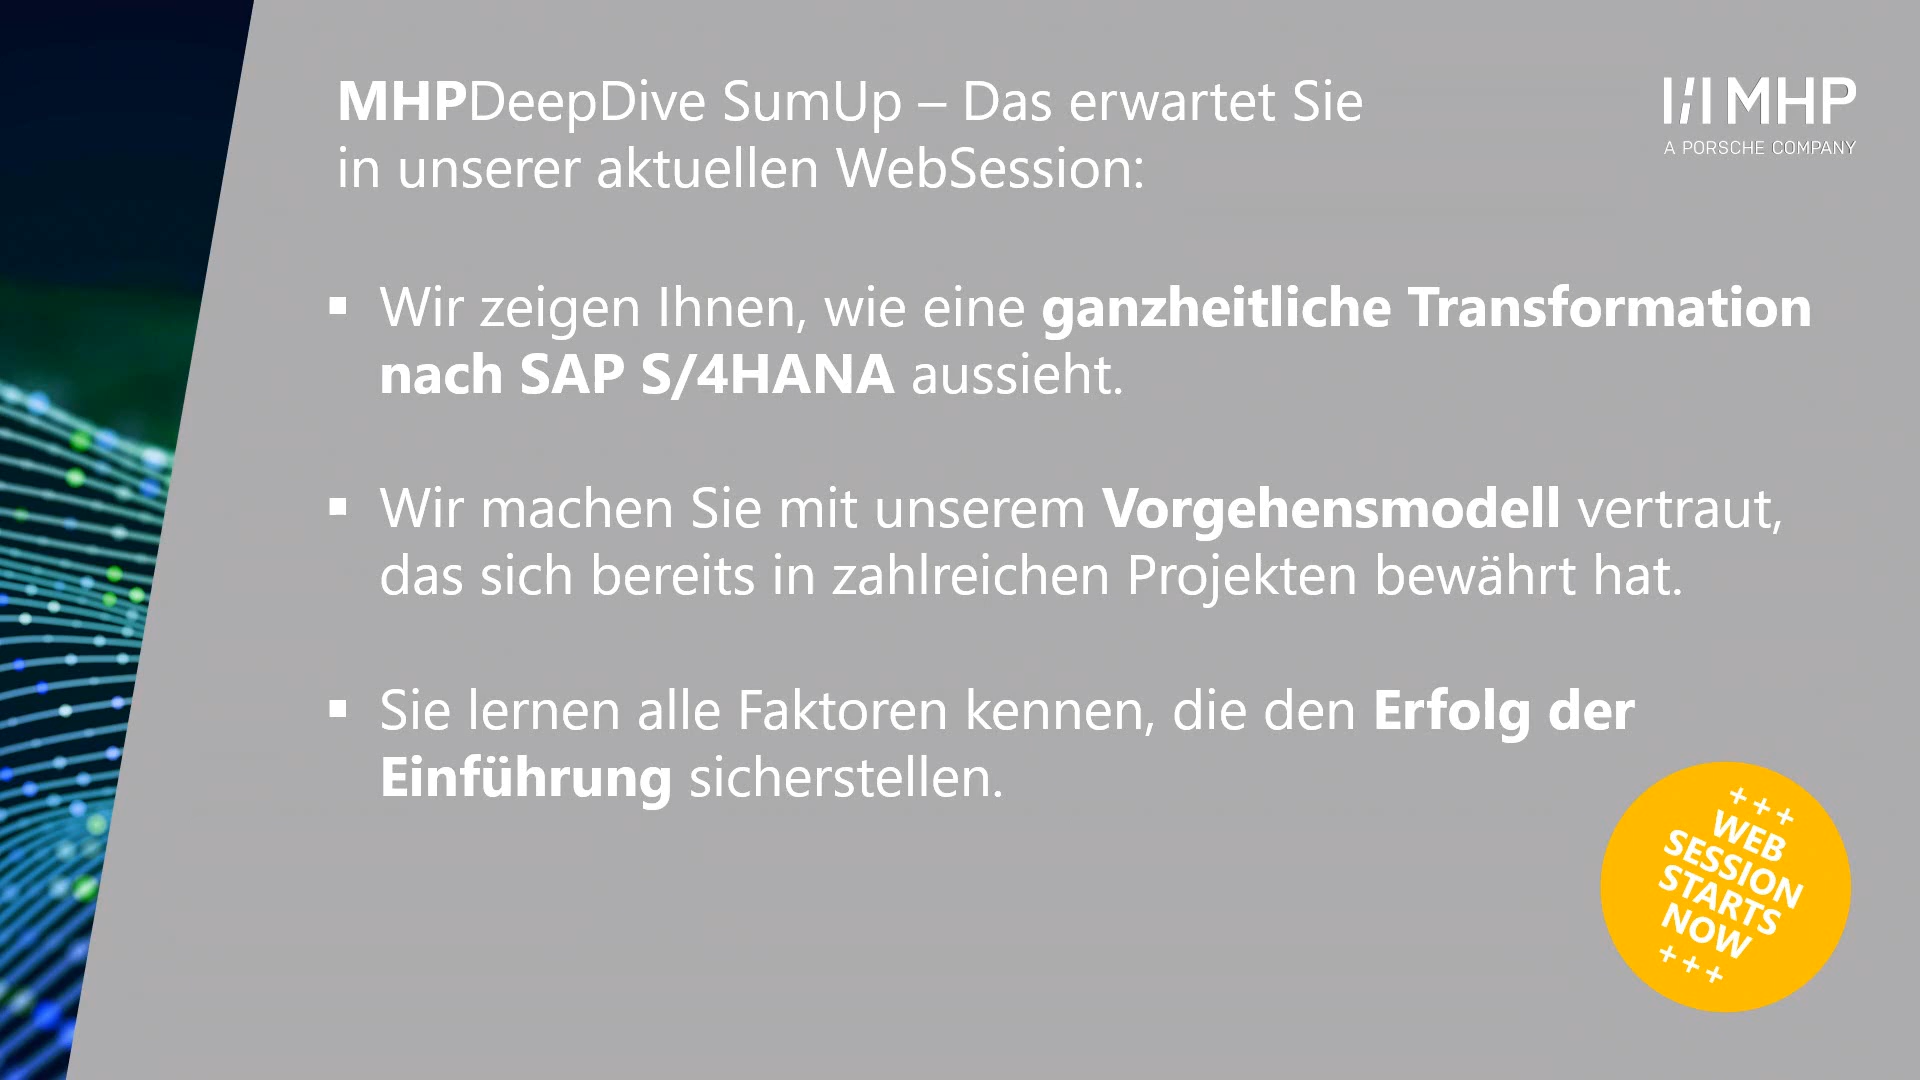 MHPDeepDive SumUp – Das erwartet Sie
in unserer aktuellen WebSession:
MHP
A PORSCHE COMPANY
▪ Wir zeigen Ihnen, wie eine ganzheitliche Transformation
nach SAP S/4HANA aussieht.
▪ Wir machen Sie mit unserem Vorgehensmodell vertraut,
das sich bereits in zahlreichen Projekten bewährt hat.
▪ Sie lernen alle Faktoren kennen, die den Erfolg der
Einführung sicherstellen.
+++
WEB
SESSION
STARTS
NOW
+++